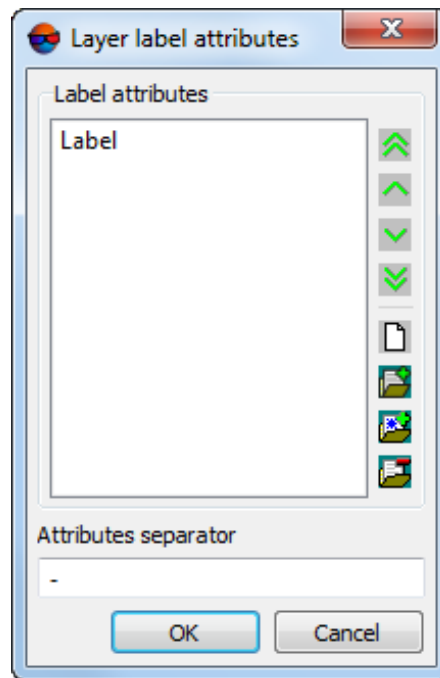 Layer label attributes
Label attributes
Label
Attributes separator
-
OK
Cancel